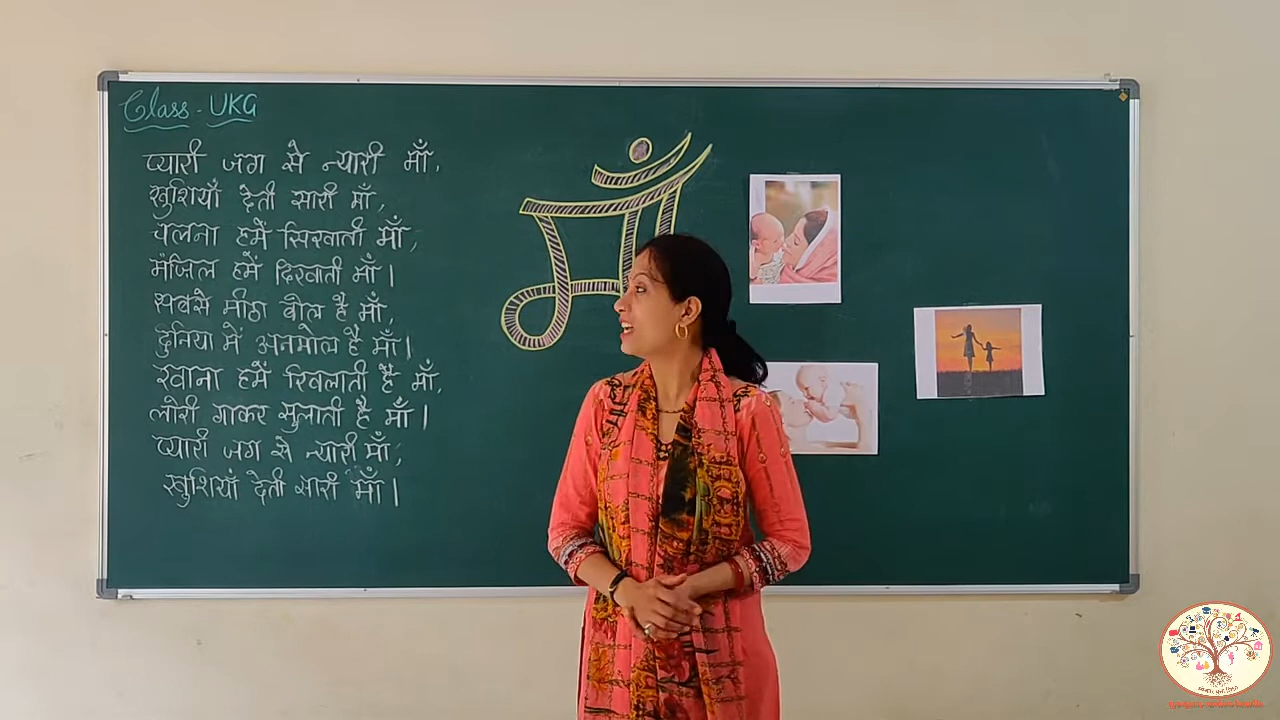 Class - UKG
प्यारी जग से न्यारी माँ,
खुशियाँ देती सारी माँ,
चलना हमें सिखाती माँ,
मंजिल हमें दिखाती माँ।
सबसे मीठा बोल है माँ,
दुनिया में अनमोल है माँ।
खाना हमें खिलाती है माँ,
लोरी गाकर सुलाती है माँ।
प्यारी जग से न्यारी माँ,
खुशियाँ देती सारी माँ।
माँ